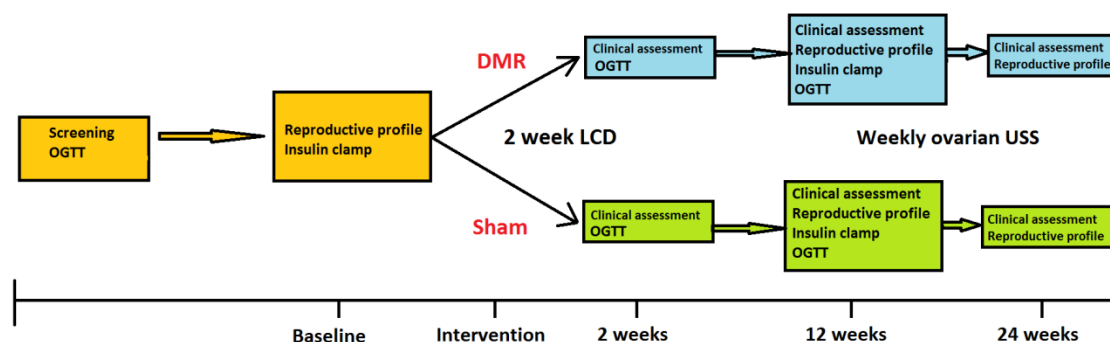 Screening
OGTT
Reproductive profile
Insulin clamp
DMR
2 week LCD
Sham
Clinical assessment
OGTT
Clinical assessment
Reproductive profile
Insulin clamp
OGTT
Clinical assessment
Reproductive profile
Weekly ovarian USS
Clinical assessment
OGTT
Clinical assessment
Reproductive profile
Insulin clamp
OGTT
Clinical assessment
Reproductive profile
Baseline
Intervention
2 weeks
12 weeks
24 weeks